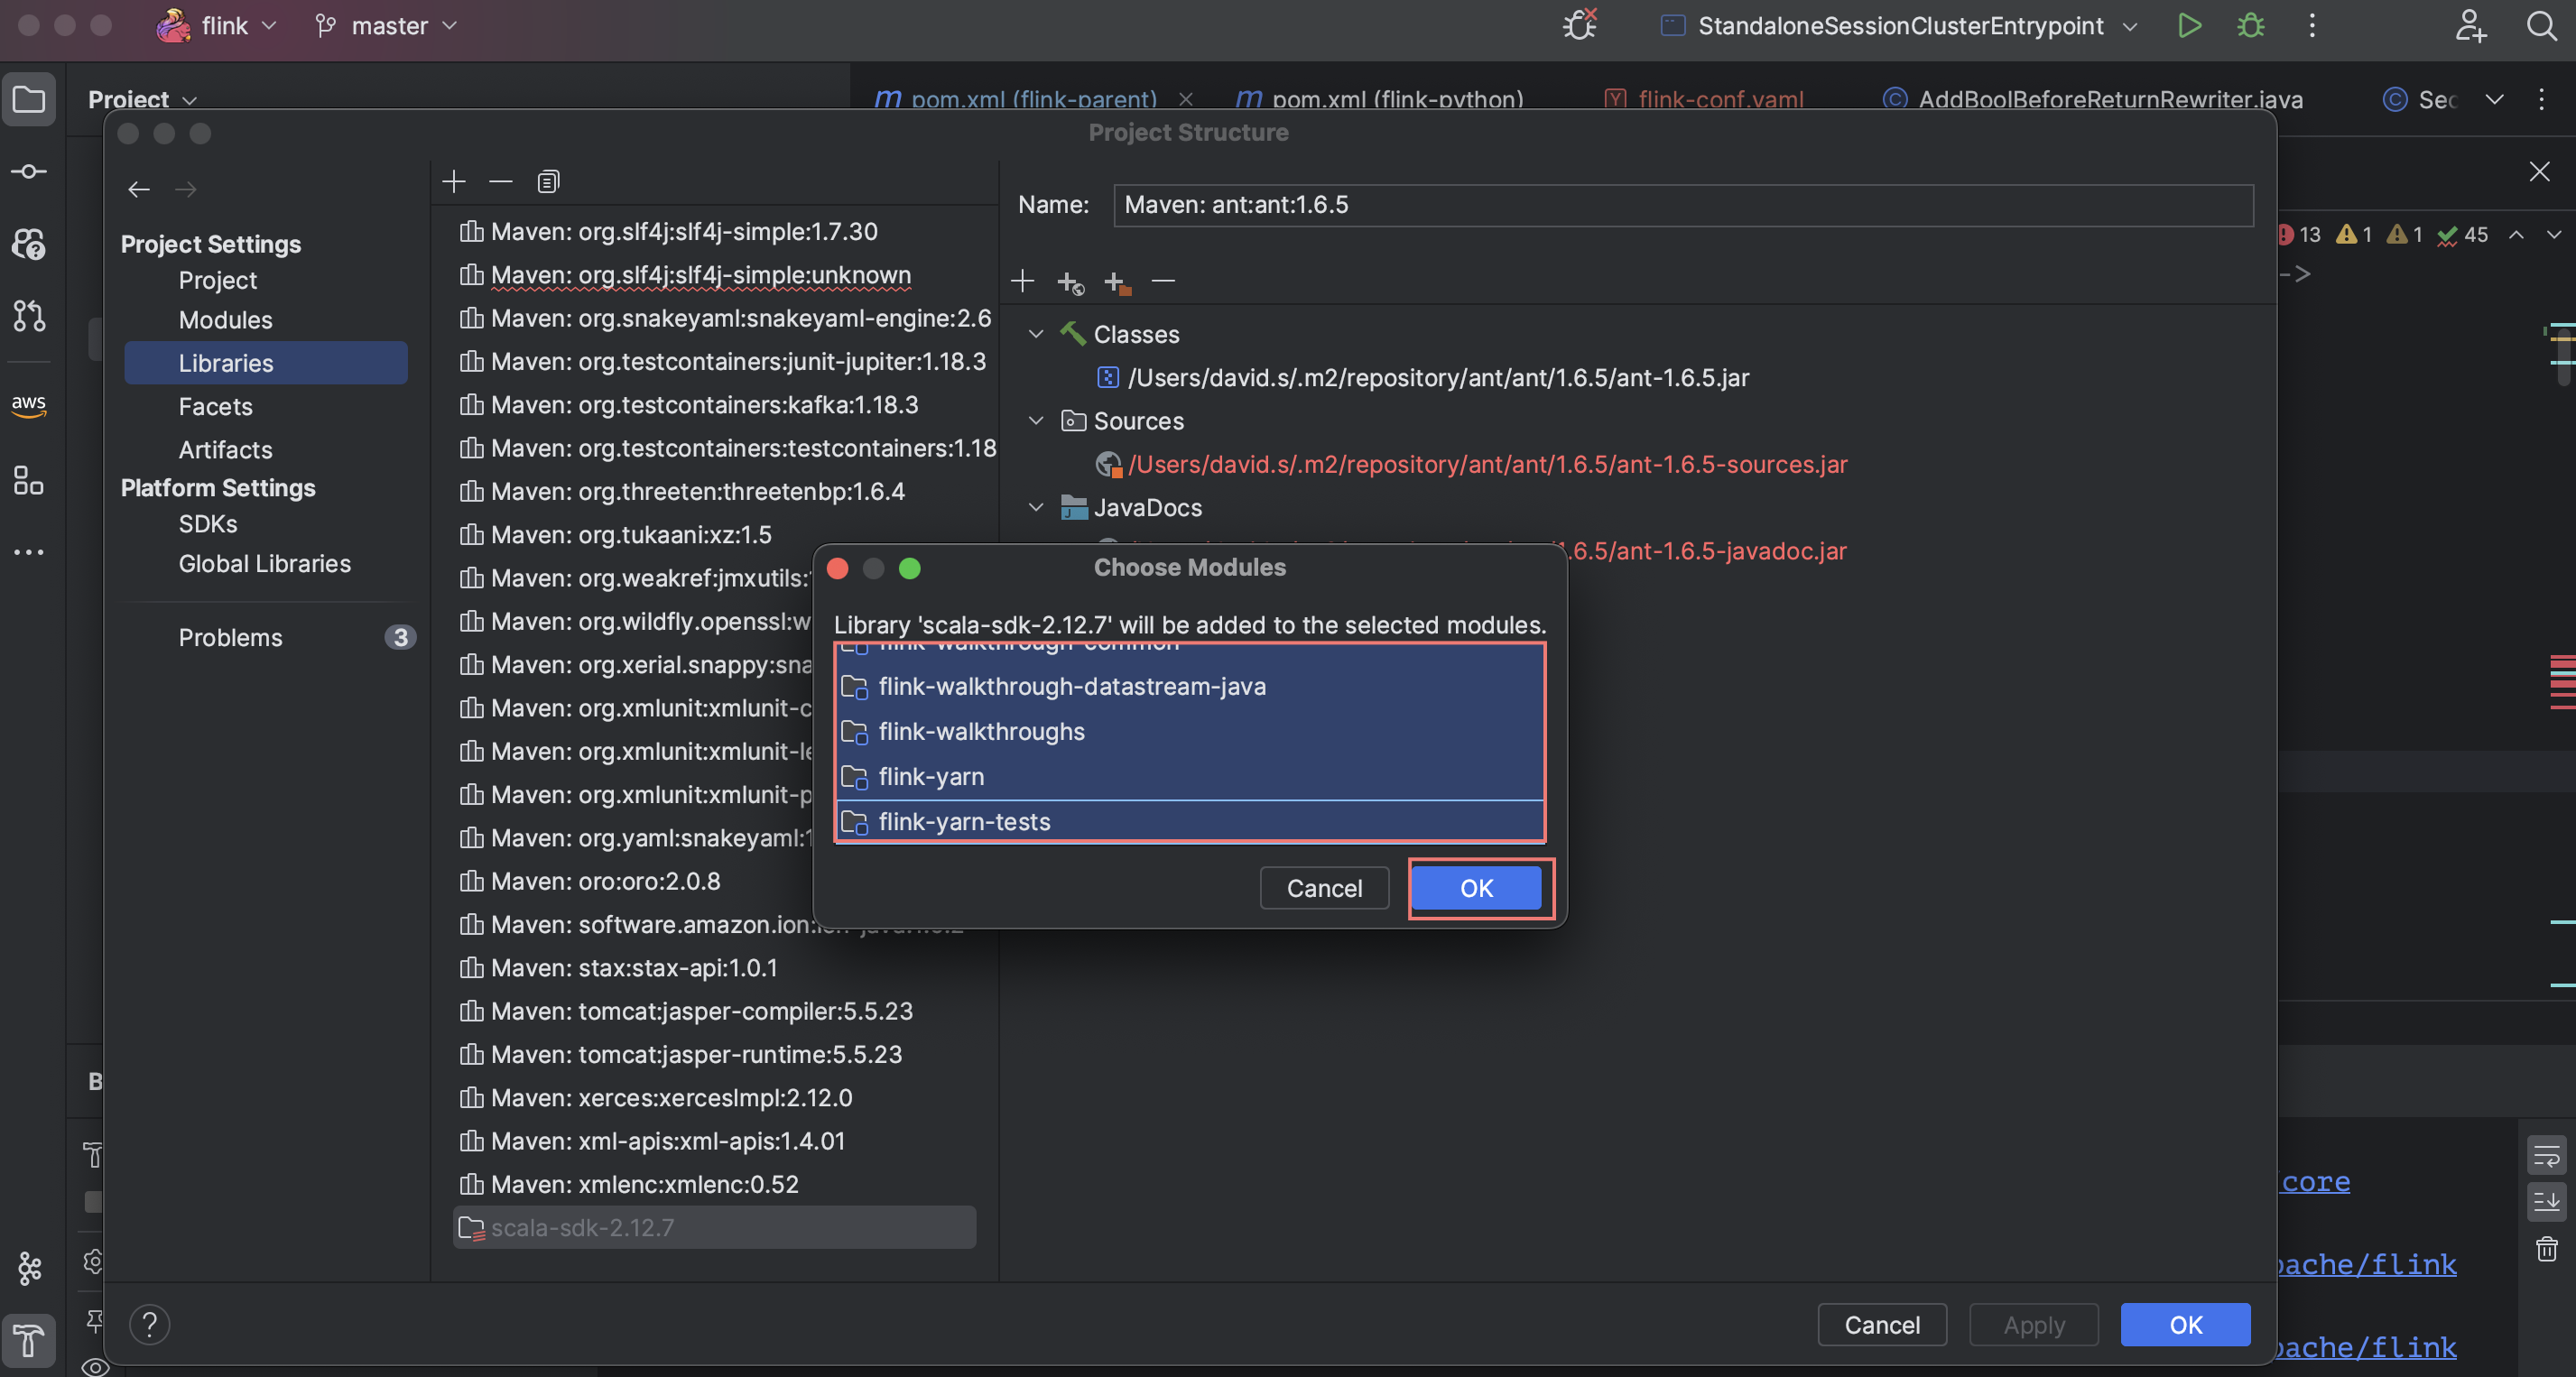 flink
master
StandaloneSessionClusterEntrypoint
Project
pom.xml (flink-parent)
pom.xml (flink-python)
flink-conf.yaml
AddBoolBeforeReturnRewriter.java
Sec
Project Structure
Project Settings
Project
Modules
Libraries
Facets
Artifacts
Platform Settings
SDKs
Global Libraries
Problems 3
aws
Maven: org.slf4j:slf4j-simple:1.7.30
Maven: org.slf4j:slf4j-simple:unknown
Maven: org.snakeyaml:snakeyaml-engine:2.6
Maven: org.testcontainers:junit-jupiter:1.18.3
Maven: org.testcontainers:kafka:1.18.3
Maven: org.testcontainers:testcontainers:1.18
Maven: org.threeten:threetenbp:1.6.4
Maven: org.tukaani:xz:1.5
Maven: org.weakref:jmxutils:
Maven: org.wildfly.openssl:w
Maven: org.xerial.snappy:sna
Maven: org.xmlunit:xmlunit-c
Maven: org.xmlunit:xmlunit-le
Maven: org.xmlunit:xmlunit-p
Maven: org.yaml:snakeyaml:1
Maven: oro:oro:2.0.8
Maven: software.amazon.ion:ion-java:1.0.2
Maven: stax:stax-api:1.0.1
Maven: tomcat:jasper-compiler:5.5.23
Maven: tomcat:jasper-runtime:5.5.23
Maven: xerces:xercesImpl:2.12.0
Maven: xml-apis:xml-apis:1.4.01
Maven: xmlenc:xmlenc:0.52
scala-sdk-2.12.7
Name: Maven: ant:ant:1.6.5
Classes
/Users/david.s/.m2/repository/ant/ant/1.6.5/ant-1.6.5.jar
Sources
/Users/david.s/.m2/repository/ant/ant/1.6.5/ant-1.6.5-sources.jar
JavaDocs
1.6.5/ant-1.6.5-javadoc.jar
Choose Modules
Library 'scala-sdk-2.12.7' will be added to the selected modules.
flink-walkthrough-common
flink-walkthrough-datastream-java
flink-walkthroughs
flink-yarn
flink-yarn-tests
Cancel
OK
13 1 1 45
->
B
/core
pache/flink
pache/flink
?
Cancel
Apply
OK